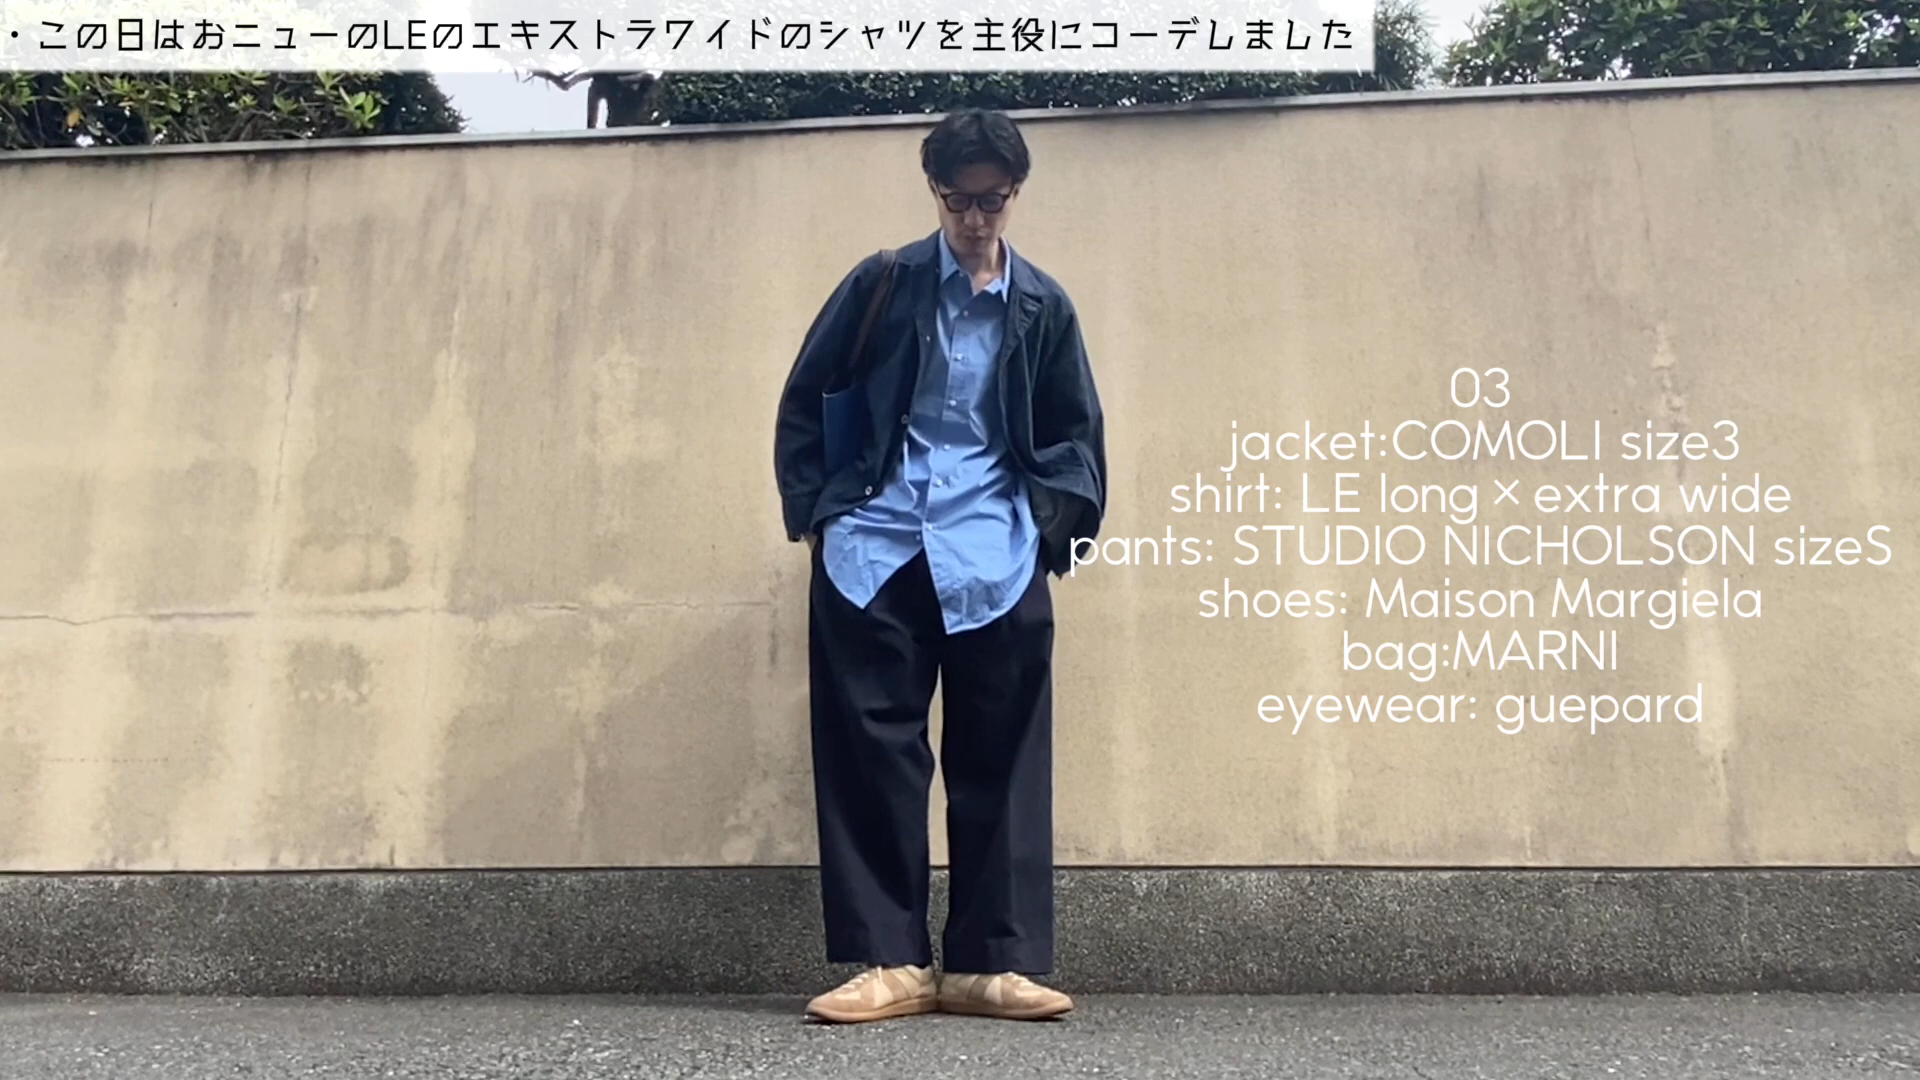 ・この日はおニューのLEのエキストラワイドのシャツを主役にコーデしました
03
jacket:COMOLI size3
shirt: LE long×extra wide
pants: STUDIO NICHOLSON sizeS
shoes: Maison Margiela
bag:MARNI
eyewear: guepard